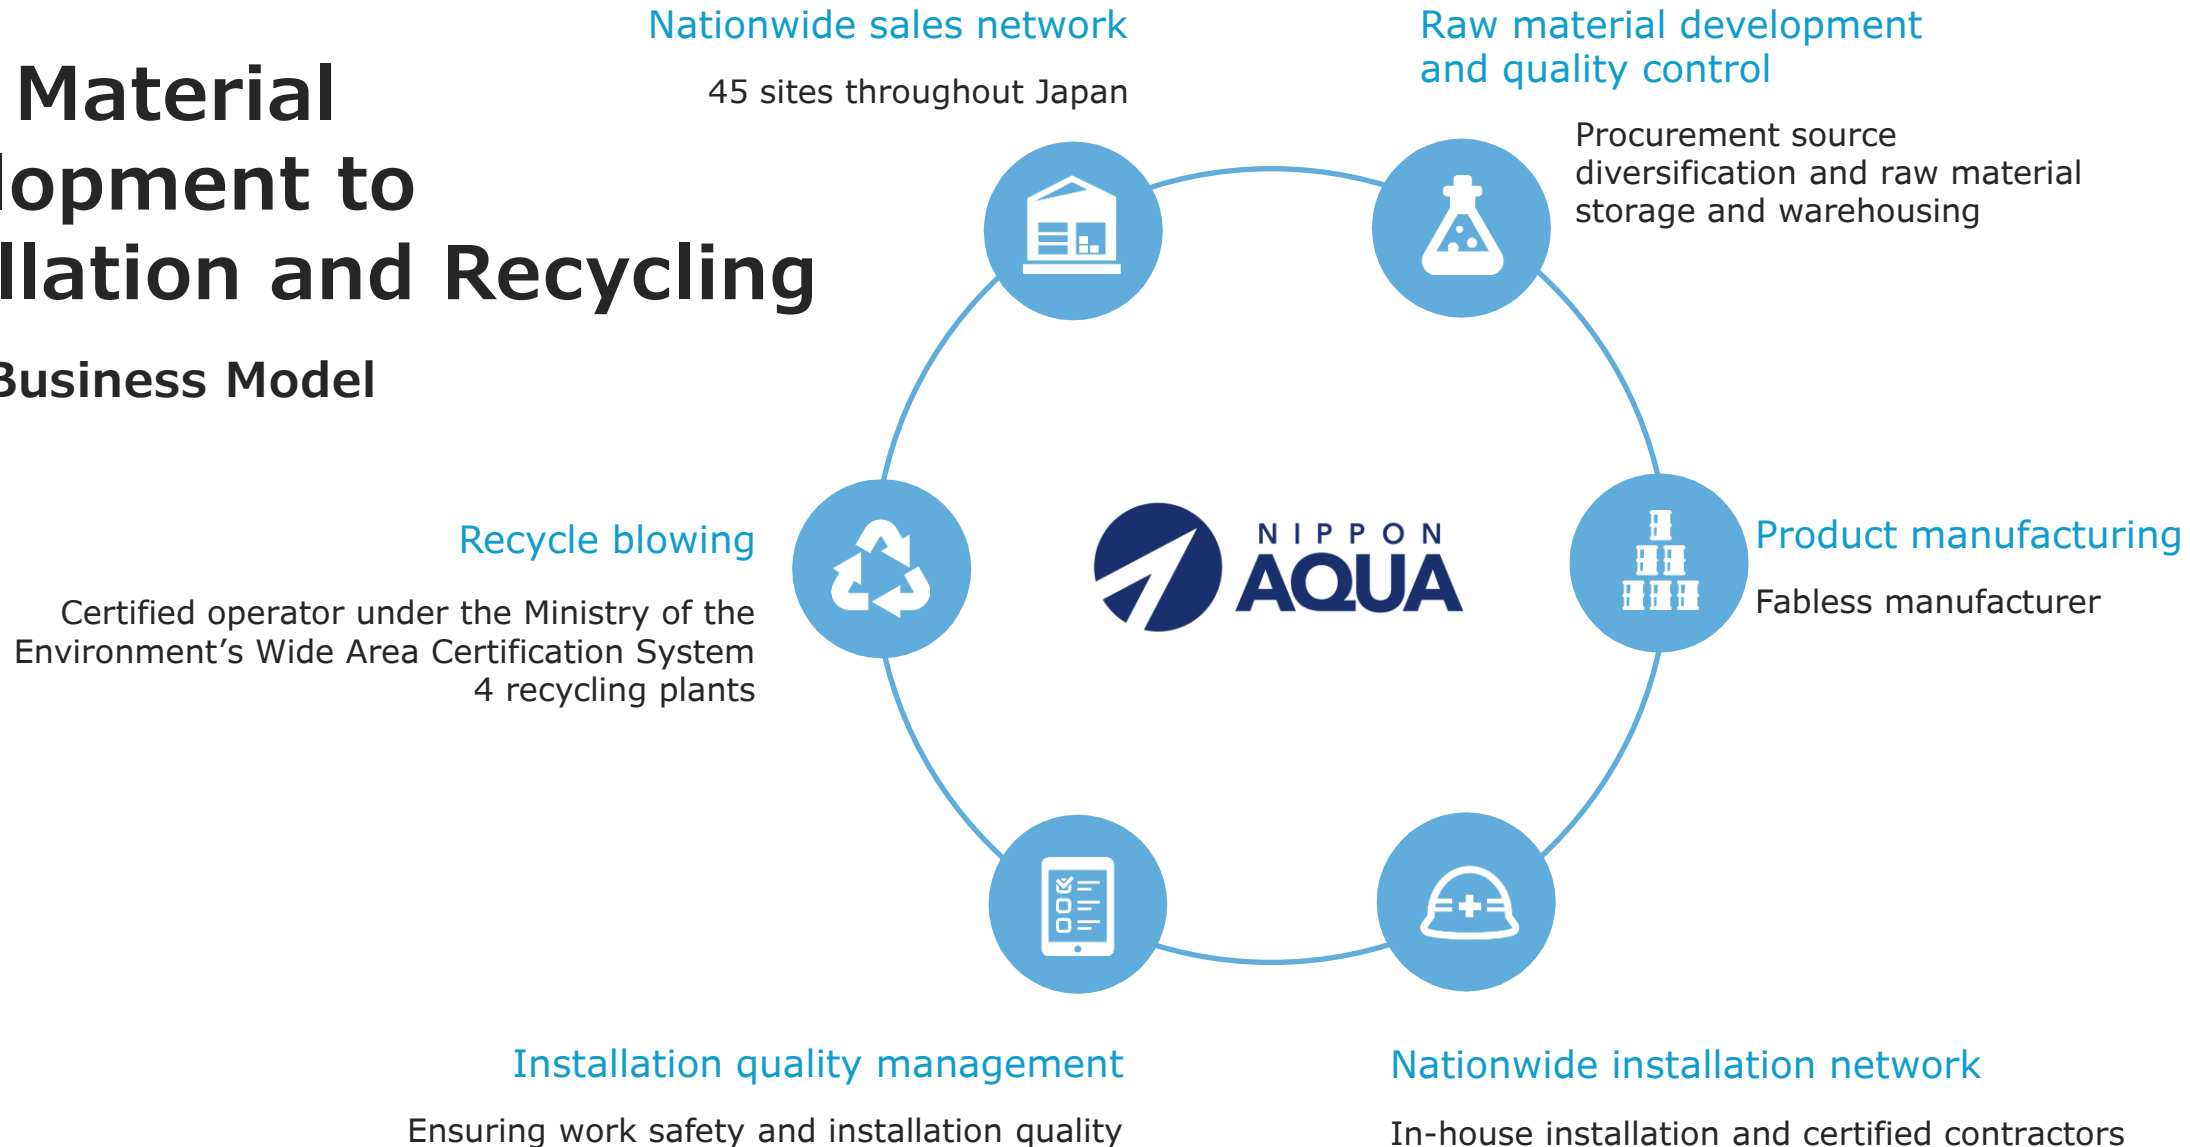 Material
lopment to
llation and Recycling
Business Model
Nationwide sales network
45 sites throughout Japan
Raw material development
and quality control
Procurement source
diversification and raw material
storage and warehousing
Recycle blowing
Certified operator under the Ministry of the
Environment’s Wide Area Certification System
4 recycling plants
NIPPON
AQUA
Product manufacturing
Fabless manufacturer
Installation quality management
Ensuring work safety and installation quality
Nationwide installation network
In-house installation and certified contractors